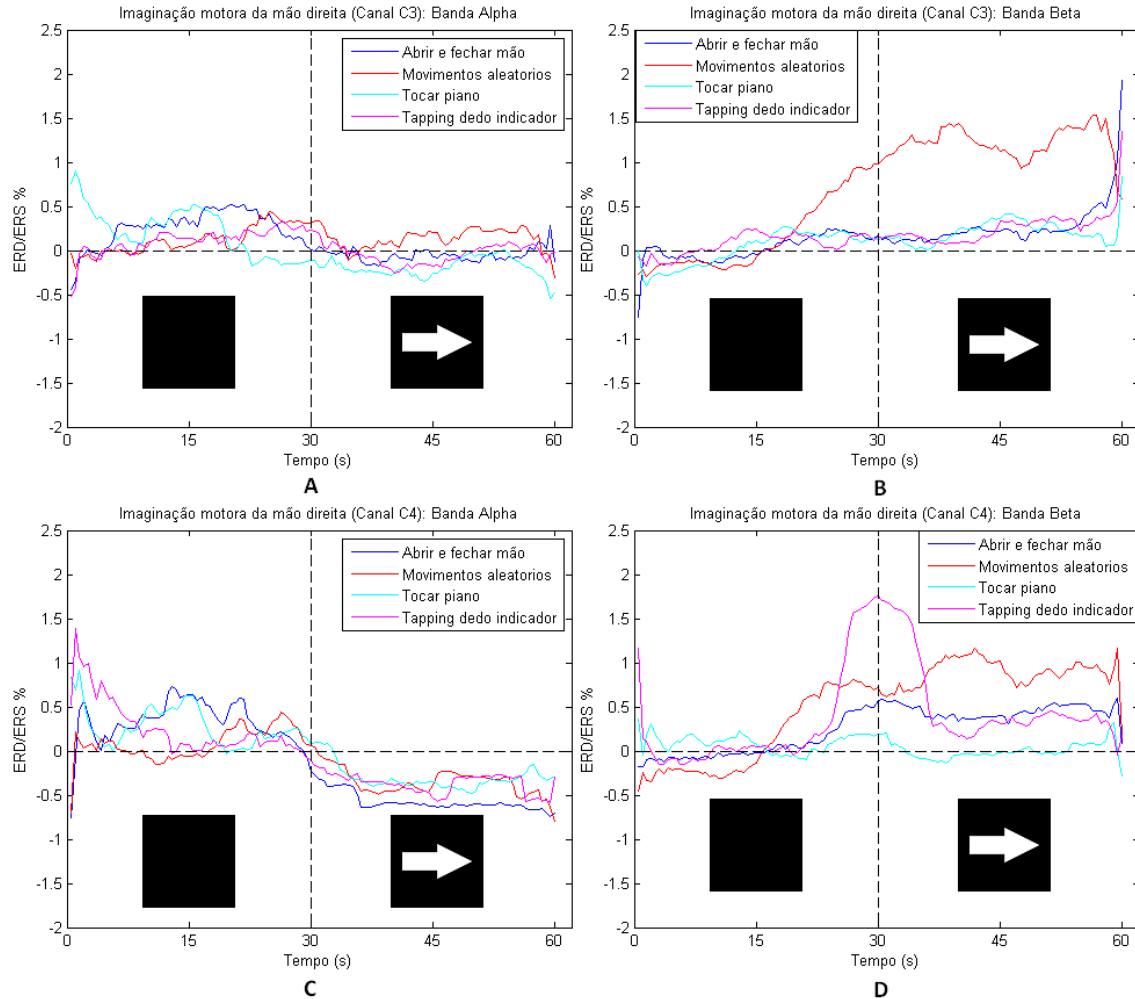 Imaginação motora da mão direita (Canal C3): Banda Alpha
2.5
2
1.5
1
0.5
0
-0.5
-1
-1.5
-2
ERD/ERS %
Abrir e fechar mão
Movimentos aleatorios
Tocar piano
Tapping dedo indicador
0 15 30 45 60
Tempo (s)
A
Imaginação motora da mão direita (Canal C3): Banda Beta
2.5
2
1.5
1
0.5
0
-0.5
-1
-1.5
-2
ERD/ERS %
Abrir e fechar mão
Movimentos aleatorios
Tocar piano
Tapping dedo indicador
0 15 30 45 60
Tempo (s)
B
Imaginação motora da mão direita (Canal C4): Banda Alpha
2.5
2
1.5
1
0.5
0
-0.5
-1
-1.5
-2
ERD/ERS %
Abrir e fechar mão
Movimentos aleatorios
Tocar piano
Tapping dedo indicador
0 15 30 45 60
Tempo (s)
C
Imaginação motora da mão direita (Canal C4): Banda Beta
2.5
2
1.5
1
0.5
0
-0.5
-1
-1.5
-2
ERD/ERS %
Abrir e fechar mão
Movimentos aleatorios
Tocar piano
Tapping dedo indicador
0 15 30 45 60
Tempo (s)
D